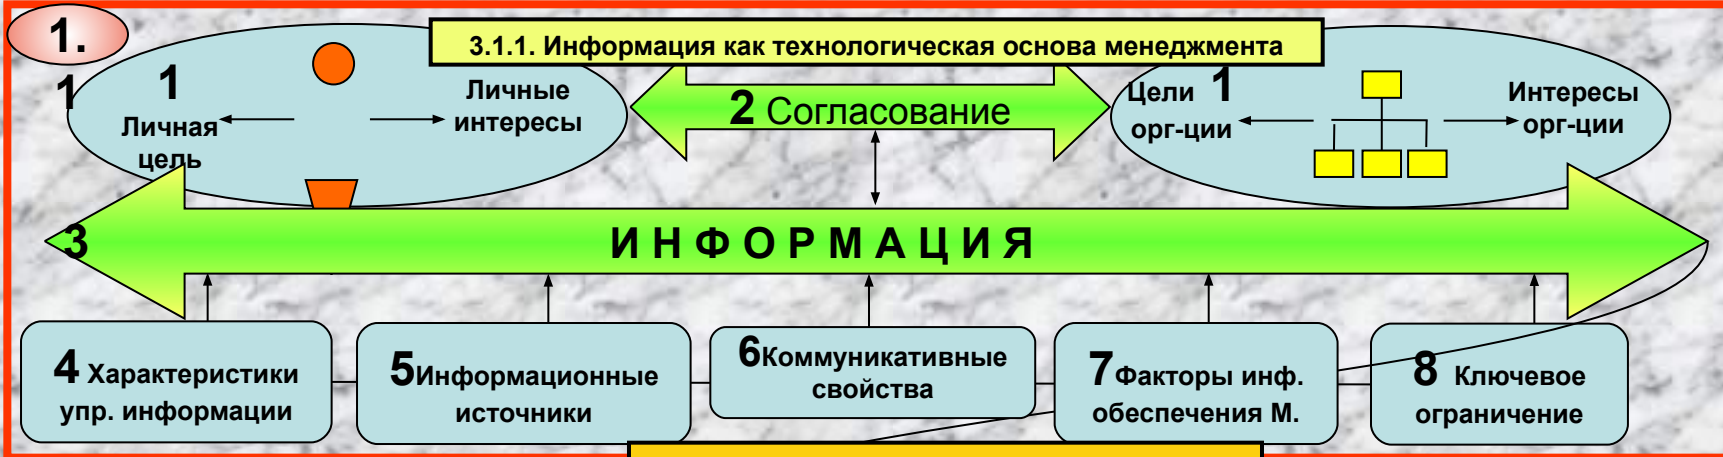 1.
1
3.1.1. Информация как технологическая основа менеджмента
1
Личная
цель
Личные
интересы
2 Согласование
Цели 1
орг-ции
Интересы
орг-ции
3
ИНФОРМАЦИЯ
4 Характеристики
упр. информации
5Информационные
источники
6Коммуникативные
свойства
7Факторы инф.
обеспечения М.
8 Ключевое
ограничение